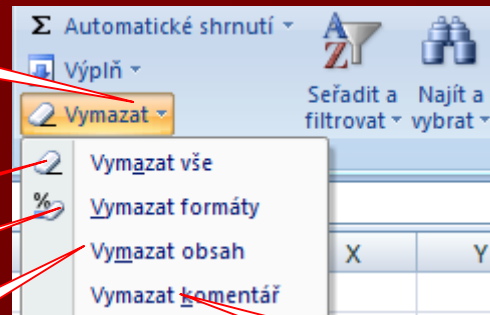 Σ Automatické shrnutí
Výplň
Vymazat
Seřadit a
filtrovat
Najít a
vybrat
Vymazat vše
Vymazat formáty
Vymazat obsah
Vymazat komentář
X
Y